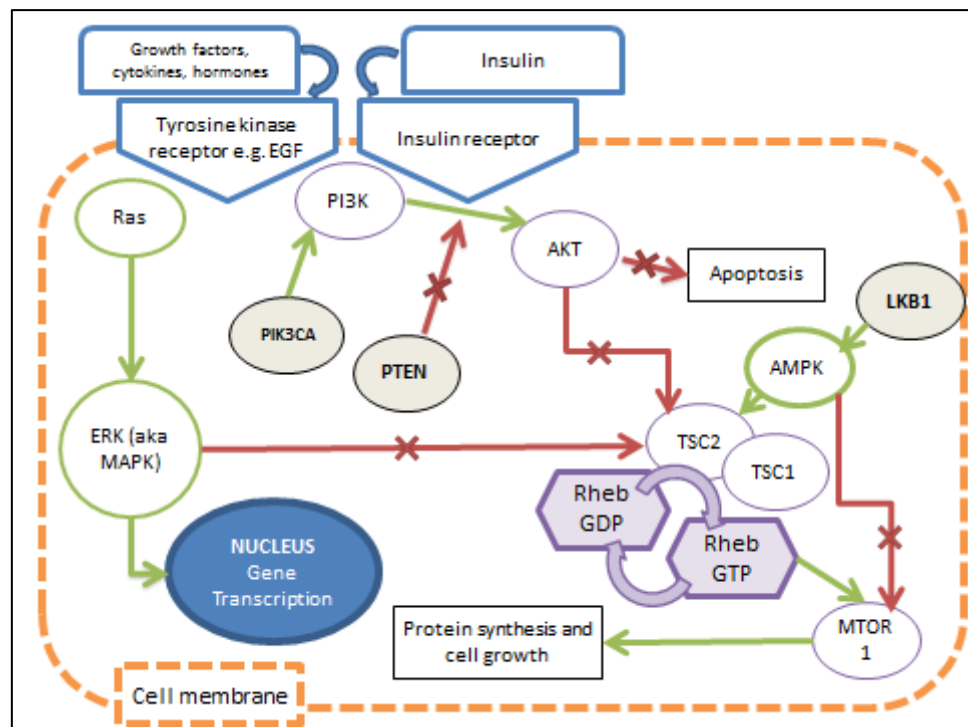 Growth factors,
cytokines, hormones
Insulin
Tyrosine kinase
receptor e.g. EGF
Insulin receptor
Ras
PI3K
AKT
Apoptosis
LKB1
PIK3CA
PTEN
AMPK
ERK (aka
MAPK)
TSC2
TSC1
Rheb
GDP
Rheb
GTP
NUCLEUS
Gene
Transcription
Protein synthesis and
cell growth
MTOR
1
Cell membrane